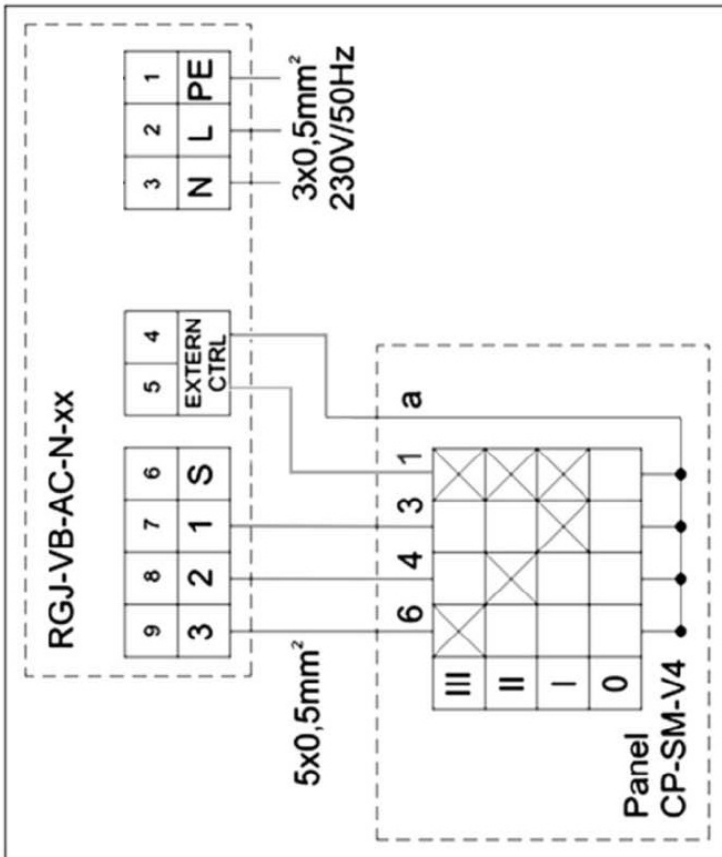 RGJ-VB-AC-N-xx
9 8 7 6 5 4 3 2 1
3 2 1 S EXTERN CTRL N L PE
3x0,5mm²
230V/50Hz
5x0,5mm²
6 4 3 1 a
III
II
I
0
Panel
CP-SM-V4